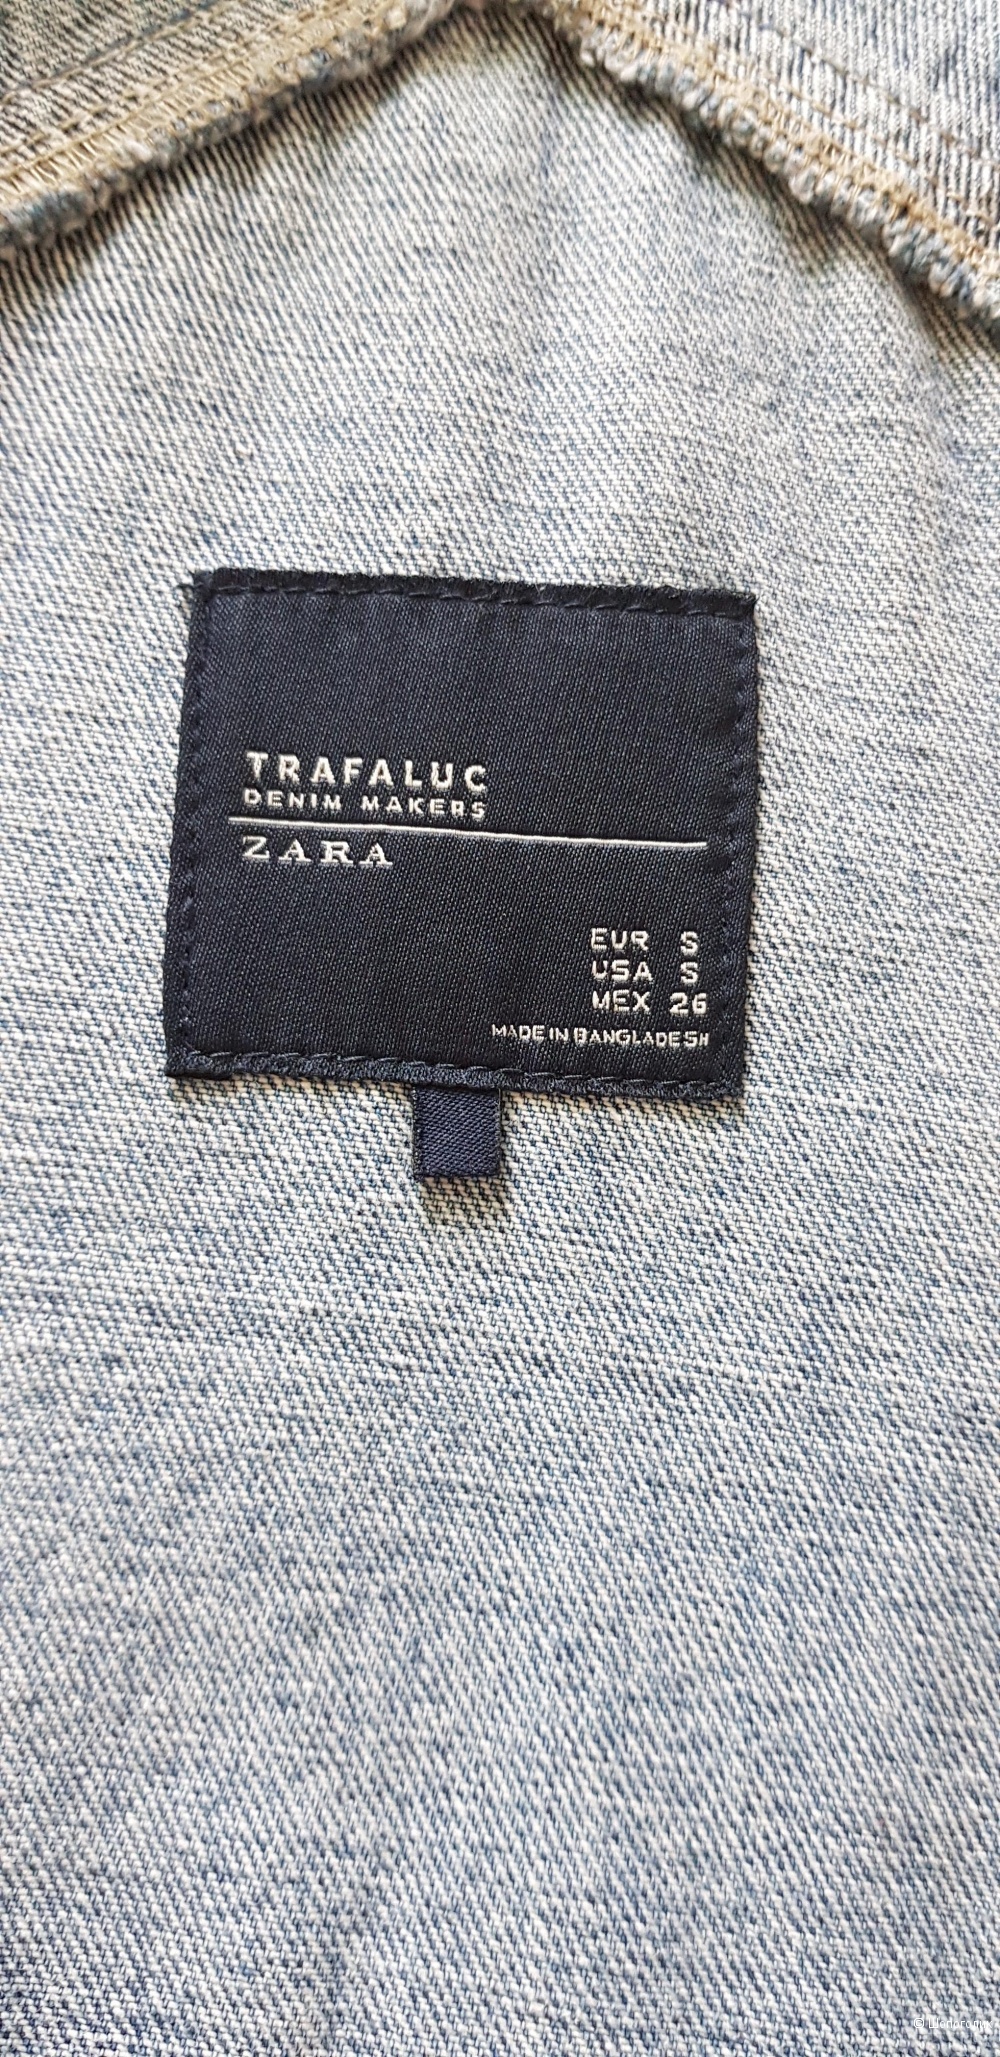 TRAFALUC
DENIM MAKERS
ZARA
EUR S
USA S
MEX 26
MADE IN BANGLADESH